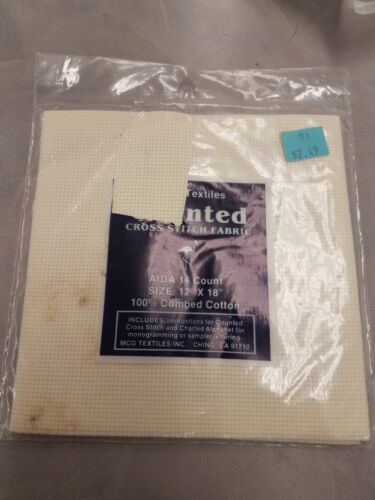 D3
$2.49
Textiles
unted
CROSS STITCH FABRIC
AIDA 14 Count
SIZE: 12" X 18"
100% Combed Cotton
INCLUDES: Instructions for Counted
Cross Stitch and Charted Alphabet for
monogramming or sampler lettering.
MCG TEXTILES INC. CHINO, CA 91710